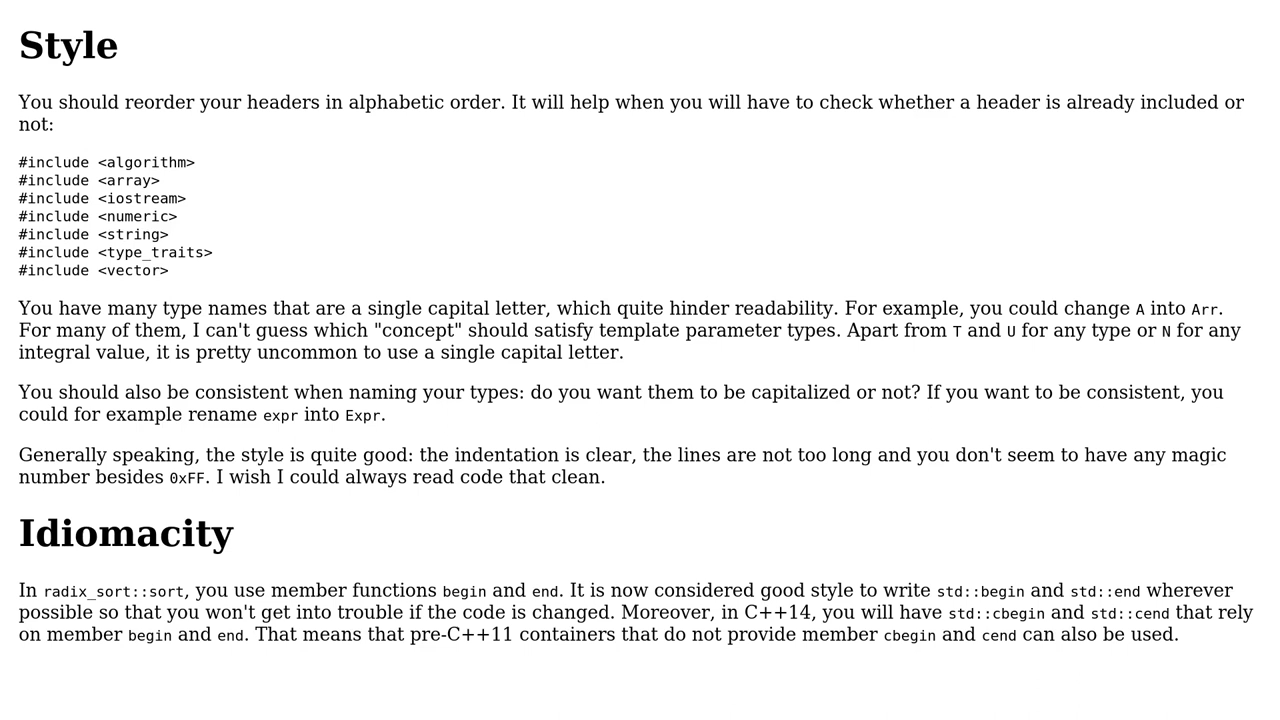 Style
You should reorder your headers in alphabetic order. It will help when you will have to check whether a header is already included or
not:
#include <algorithm>
#include <array>
#include <iostream>
#include <numeric>
#include <string>
#include <type_traits>
#include <vector>
You have many type names that are a single capital letter, which quite hinder readability. For example, you could change A into Arr.
For many of them, I can't guess which "concept" should satisfy template parameter types. Apart from T and U for any type or N for any
integral value, it is pretty uncommon to use a single capital letter.
You should also be consistent when naming your types: do you want them to be capitalized or not? If you want to be consistent, you
could for example rename expr into Expr.
Generally speaking, the style is quite good: the indentation is clear, the lines are not too long and you don't seem to have any magic
number besides 0xFF. I wish I could always read code that clean.
Idiomacity
In radix_sort::sort, you use member functions begin and end. It is now considered good style to write std::begin and std::end wherever
possible so that you won't get into trouble if the code is changed. Moreover, in C++14, you will have std::cbegin and std::cend that rely
on member begin and end. That means that pre-C++11 containers that do not provide member cbegin and cend can also be used.